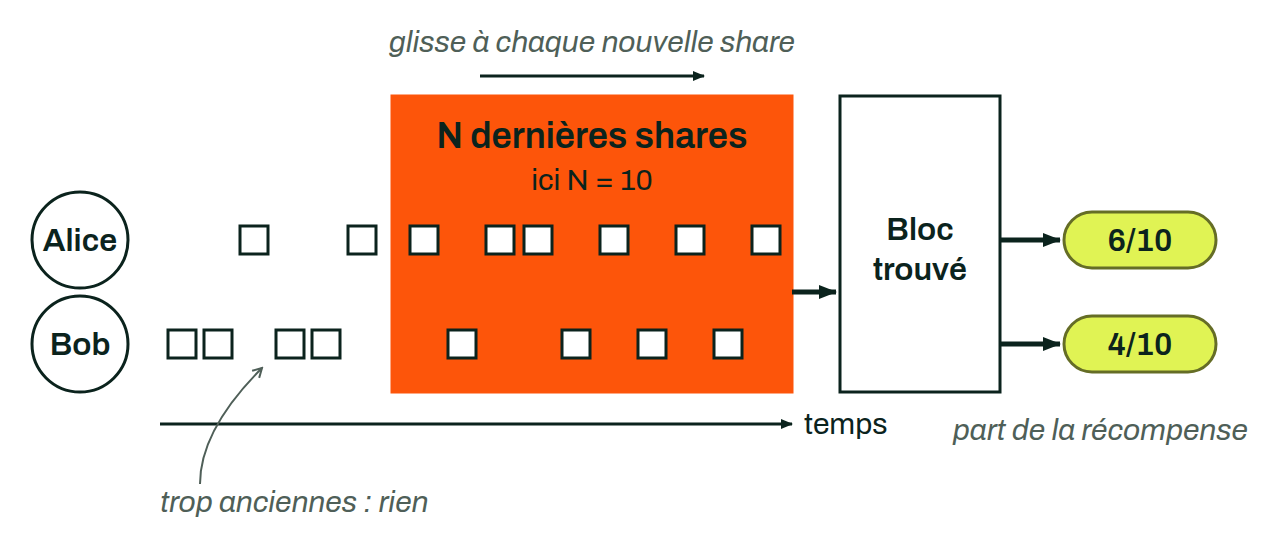 glisse à chaque nouvelle share
N dernières shares
ici N = 10
Alice
Bob
Bloc
trouvé
6/10
4/10
temps
part de la récompense
trop anciennes : rien